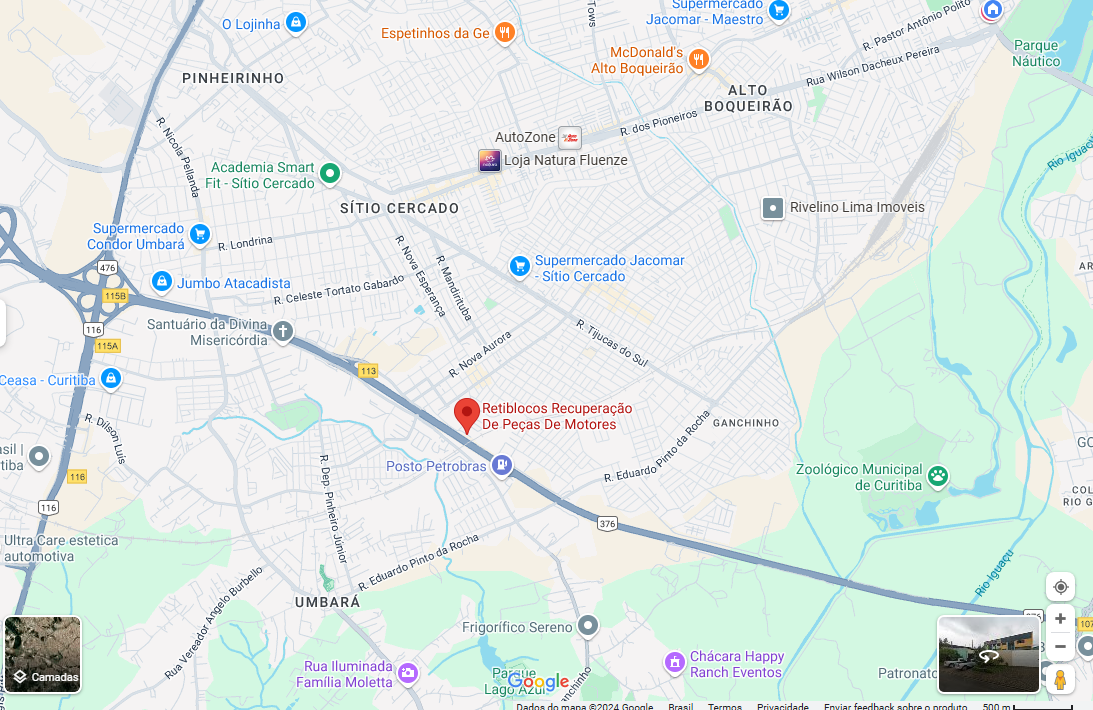 Supermercado
Jacomar - Maestro
O Lojinha
Espetinhos da Ge
Tows
R. Pastor Antônio Polito
Parque
Náutico
McDonald's
Alto Boqueirão
PINHEIRINHO
Rua Wilson Dacheux Pereira
ALTO
BOQUEIRÃO
R. Nicola Pellanda
AutoZone
R. dos Pioneiros
Loja Natura Fluenze
Rio Iguaçu
Academia Smart
Fit - Sítio Cercado
SÍTIO CERCADO
Rivelino Lima Imoveis
Supermercado
Condor Umbará
R. Londrina
R. Nova Esperança
R. Mandirituba
Supermercado Jacomar
- Sítio Cercado
476
Jumbo Atacadista
115B
R. Celeste Tortato Gabardo
Santuário da Divina
Misericórdia
116
115A
R. Nova Aurora
R. Tijucas do Sul
113
Ceasa - Curitiba
Retiblocos Recuperação
De Peças De Motores
R. Dilson Luis
GANCHINHO
R. Eduardo Pinto da Rocha
Posto Petrobras
R. Dep. Pinheiro Júnior
Zoológico Municipal
de Curitiba
116
116
376
Ultra Care estetica
automotiva
R. Eduardo Pinto da Rocha
Rio Iguaçu
Rua Vereador Angelo Burbello
UMBARÁ
Frigorífico Sereno
Chácara Happy
Ranch Eventos
Rua Iluminada
Família Moletta
Parque
Lago Azul
Google
Camadas
Dados do mapa ©2024 Google
Brasil
Termos
Privacidade
Enviar feedback sobre o produto
500 m